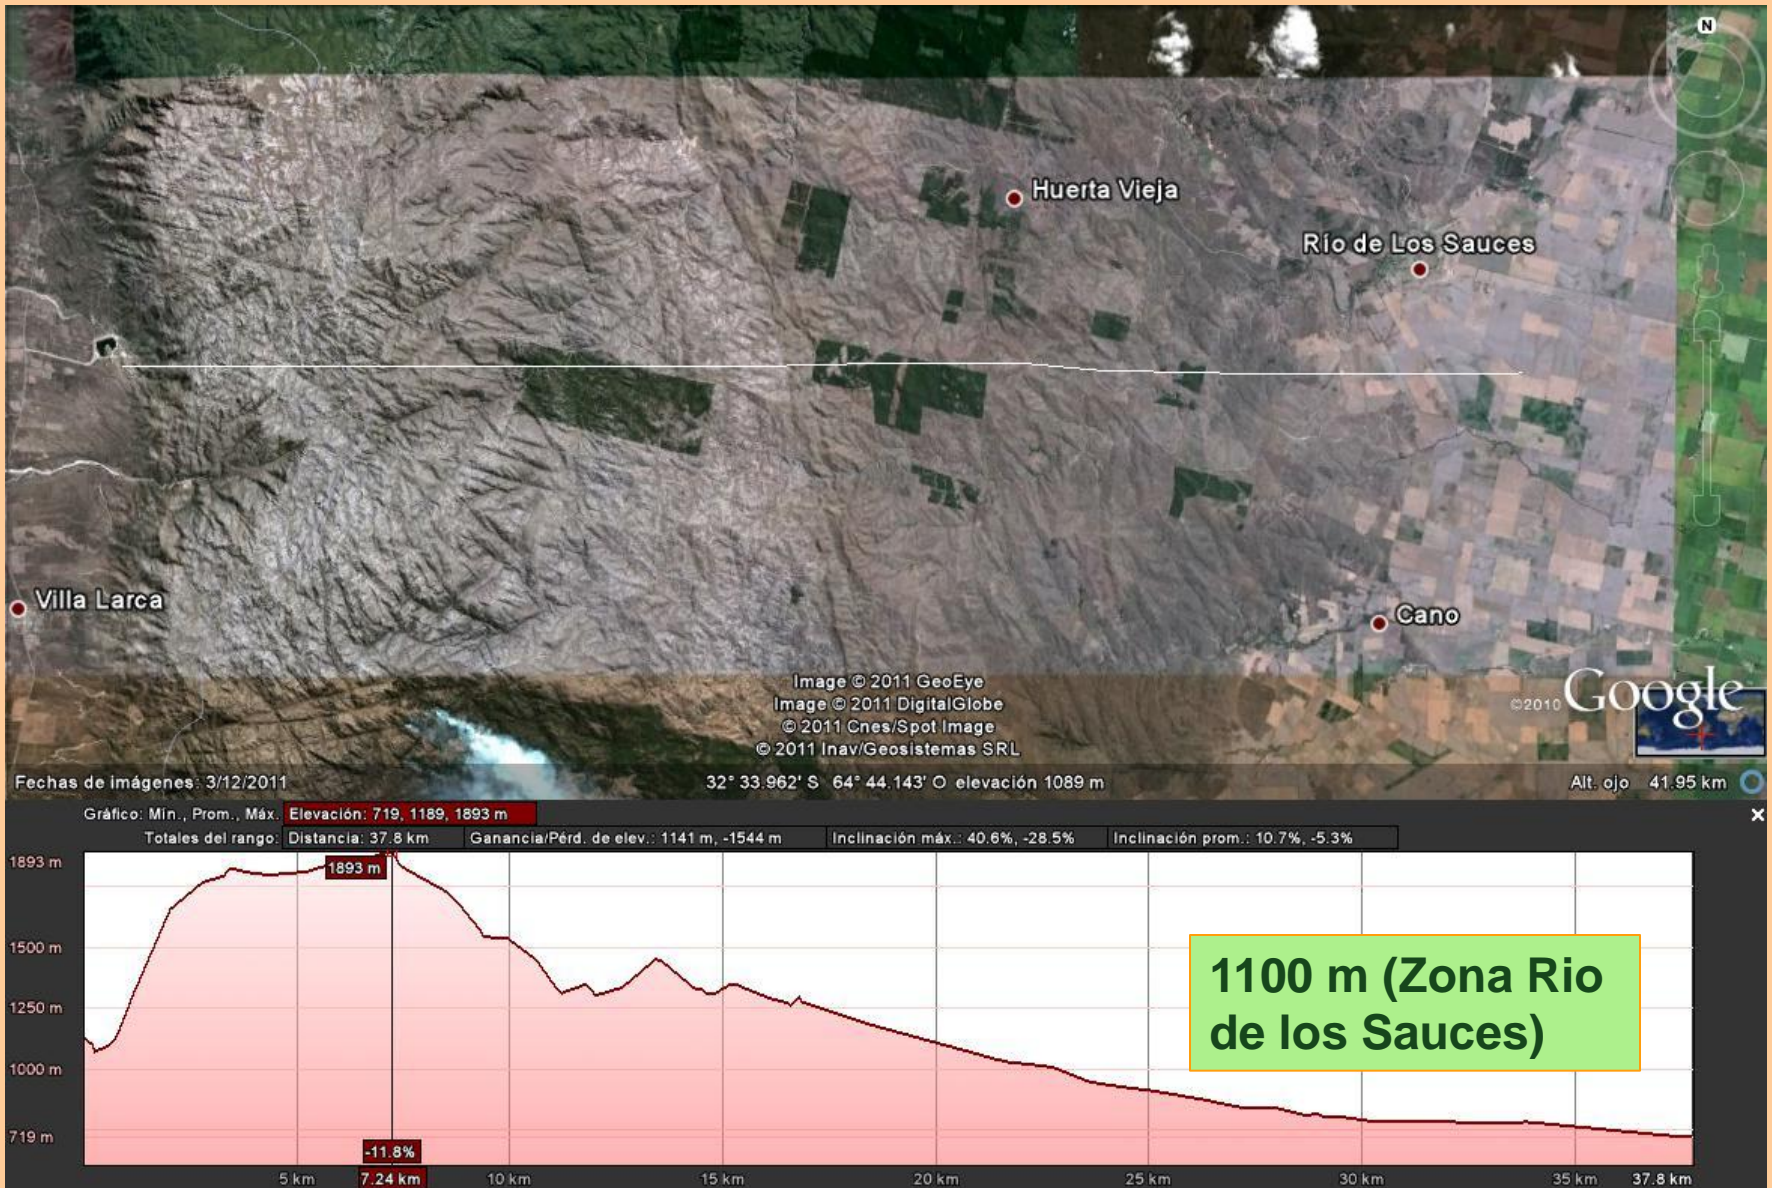 N
Huerta Vieja
Río de Los Sauces
Villa Larca
Cano
Image © 2011 GeoEye
Image © 2011 DigitalGlobe
© 2011 Cnes/Spot Image
© 2011 Inav/Geosistemas SRL
©2010 Google
Fechas de imágenes: 3/12/2011 32° 33.962' S 64° 44.143' O elevación 1089 m Alt. ojo 41.95 km
Gráfico: Mín., Prom., Máx. Elevación: 719, 1189, 1893 m
Totales del rango: Distancia: 37.8 km Ganancia/Pérd. de elev.: 1141 m, -1544 m Inclinación máx.: 40.6%, -28.5% Inclinación prom.: 10.7%, -5.3%
1893 m
1893 m
1500 m
1250 m
1000 m
719 m
1100 m (Zona Rio
de los Sauces)
-11.8%
5 km 7.24 km 10 km 15 km 20 km 25 km 30 km 35 km 37.8 km